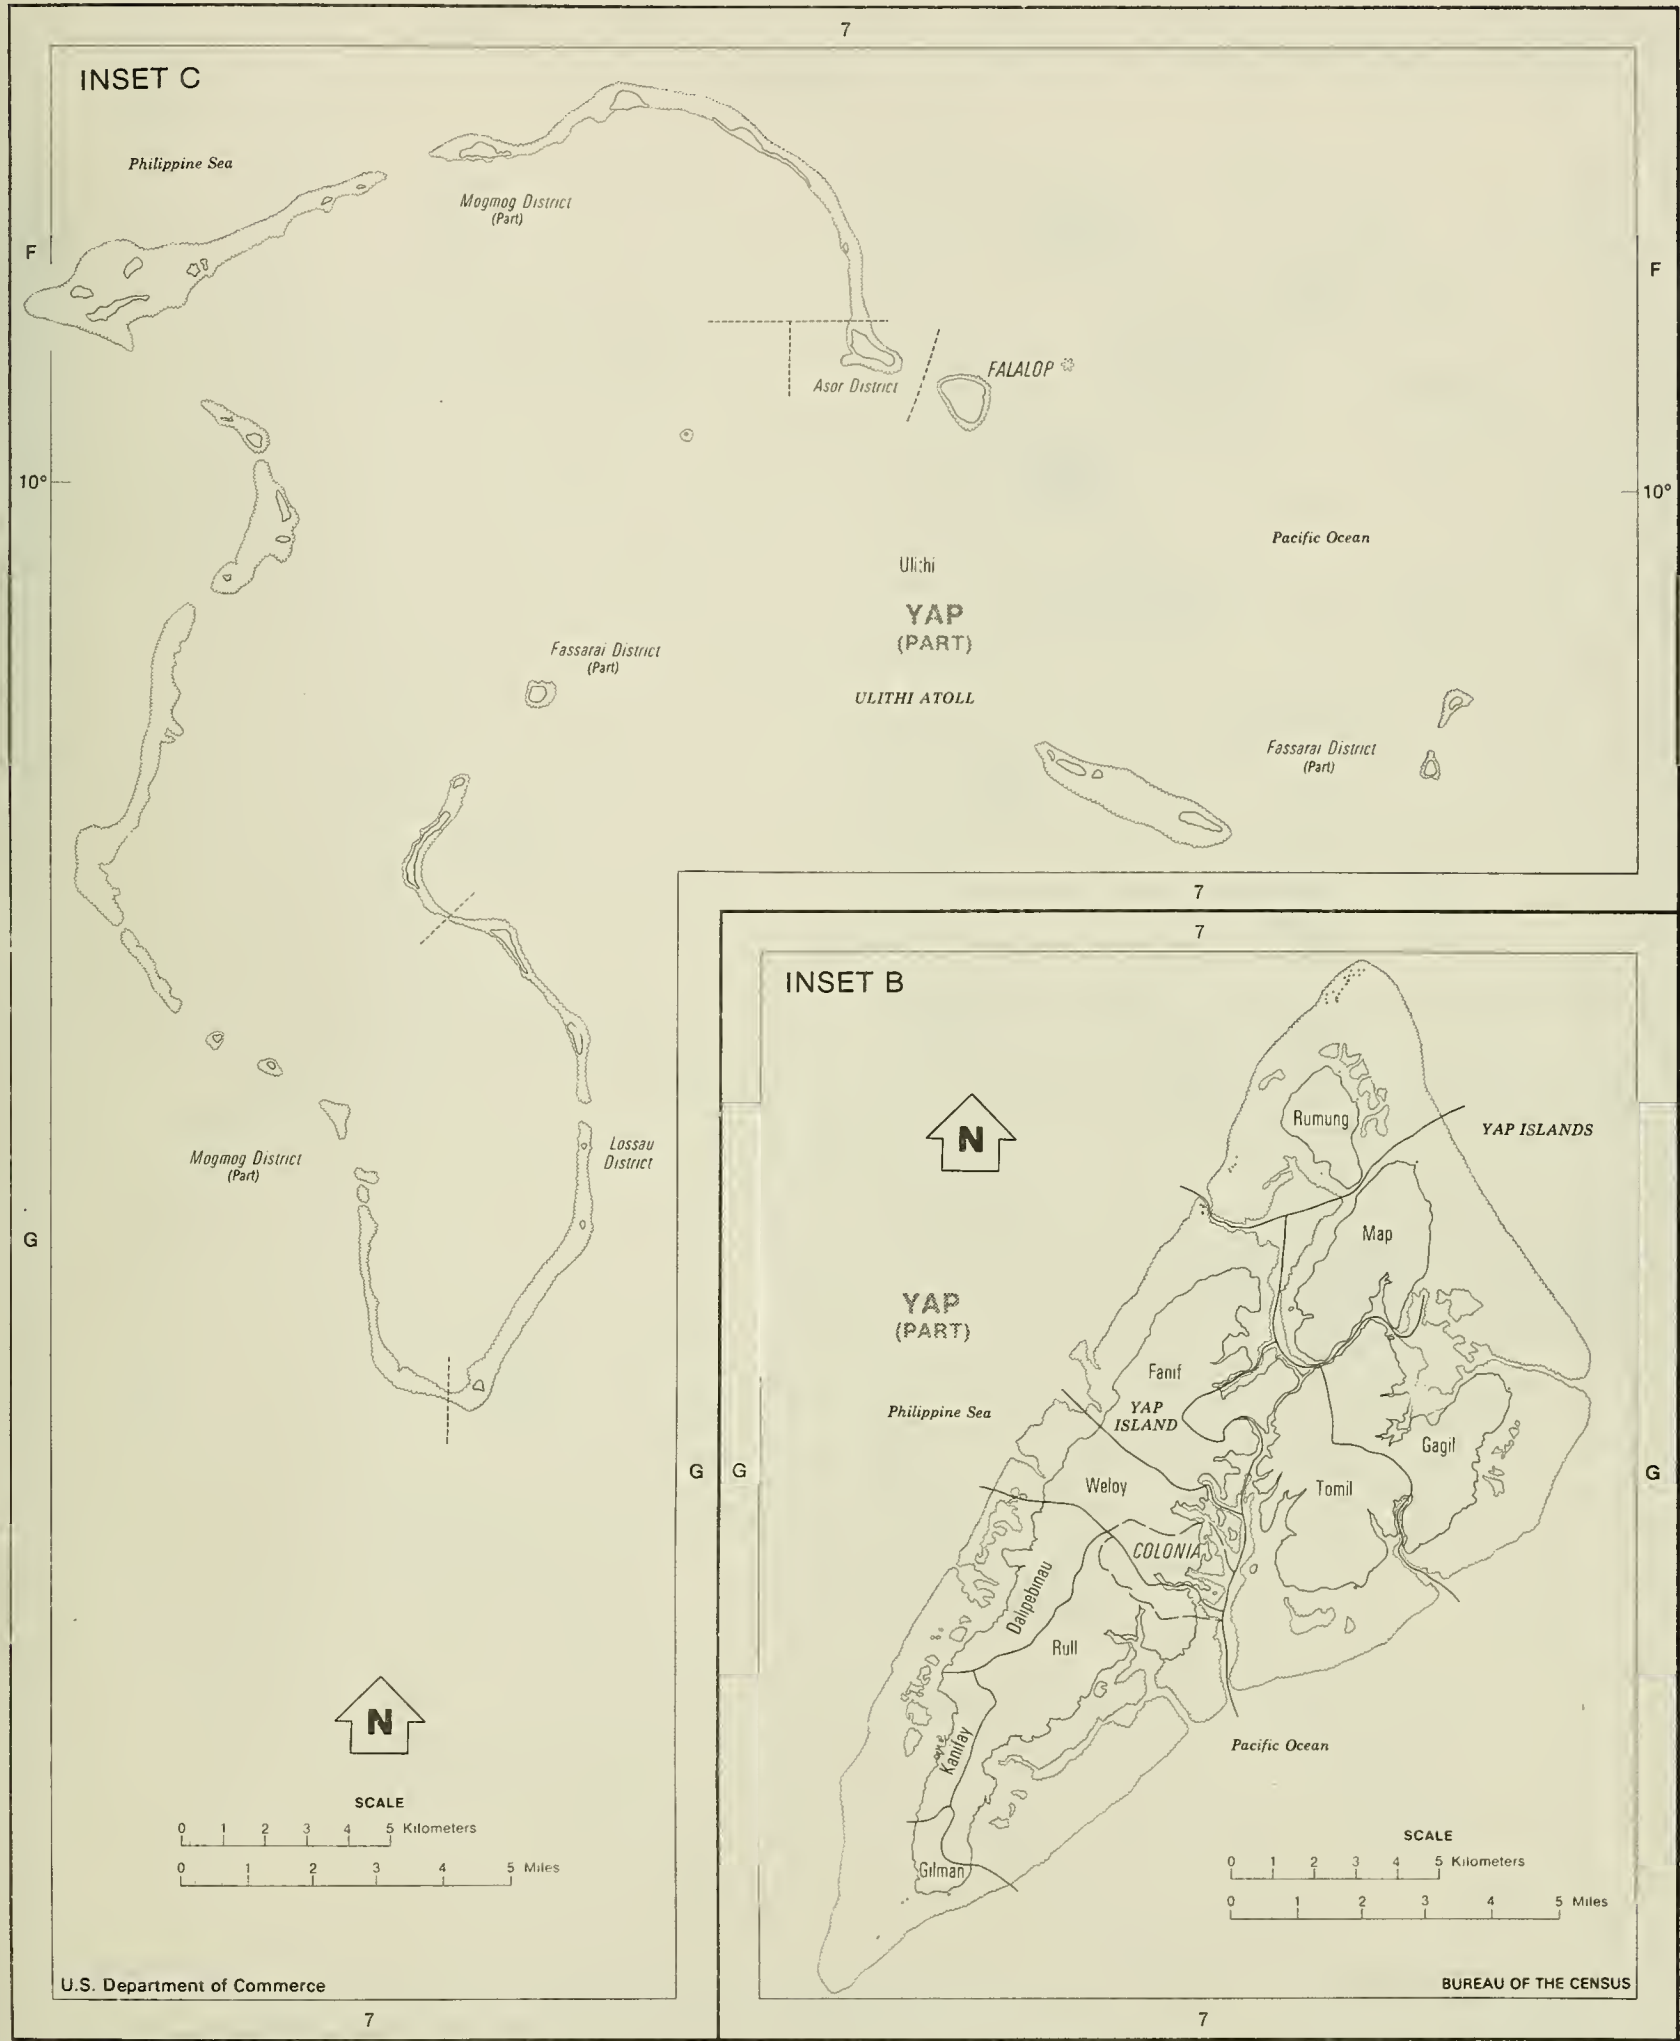 7
INSET C
Philippine Sea
Mogmog District
(Part)
F
F
Asor District
FALALOP
10°
10°
Pacific Ocean
Ulithi
YAP
(PART)
ULITHI ATOLL
Fassarai District
(Part)
Fassarai District
(Part)
7
Mogmog District
(Part)
Lossau
District
G
G
N
SCALE
0 1 2 3 4 5 Kilometers
0 1 2 3 4 5 Miles
U.S. Department of Commerce
7
7
INSET B
N
Rumung
YAP ISLANDS
Map
YAP
(PART)
Fanif
YAP
ISLAND
Philippine Sea
Gagil
G
G
Weloy
Tomil
COLONIA
Dalipebinau
Rull
Kanifay
Pacific Ocean
Gilman
SCALE
0 1 2 3 4 5 Kilometers
0 1 2 3 4 5 Miles
BUREAU OF THE CENSUS
7